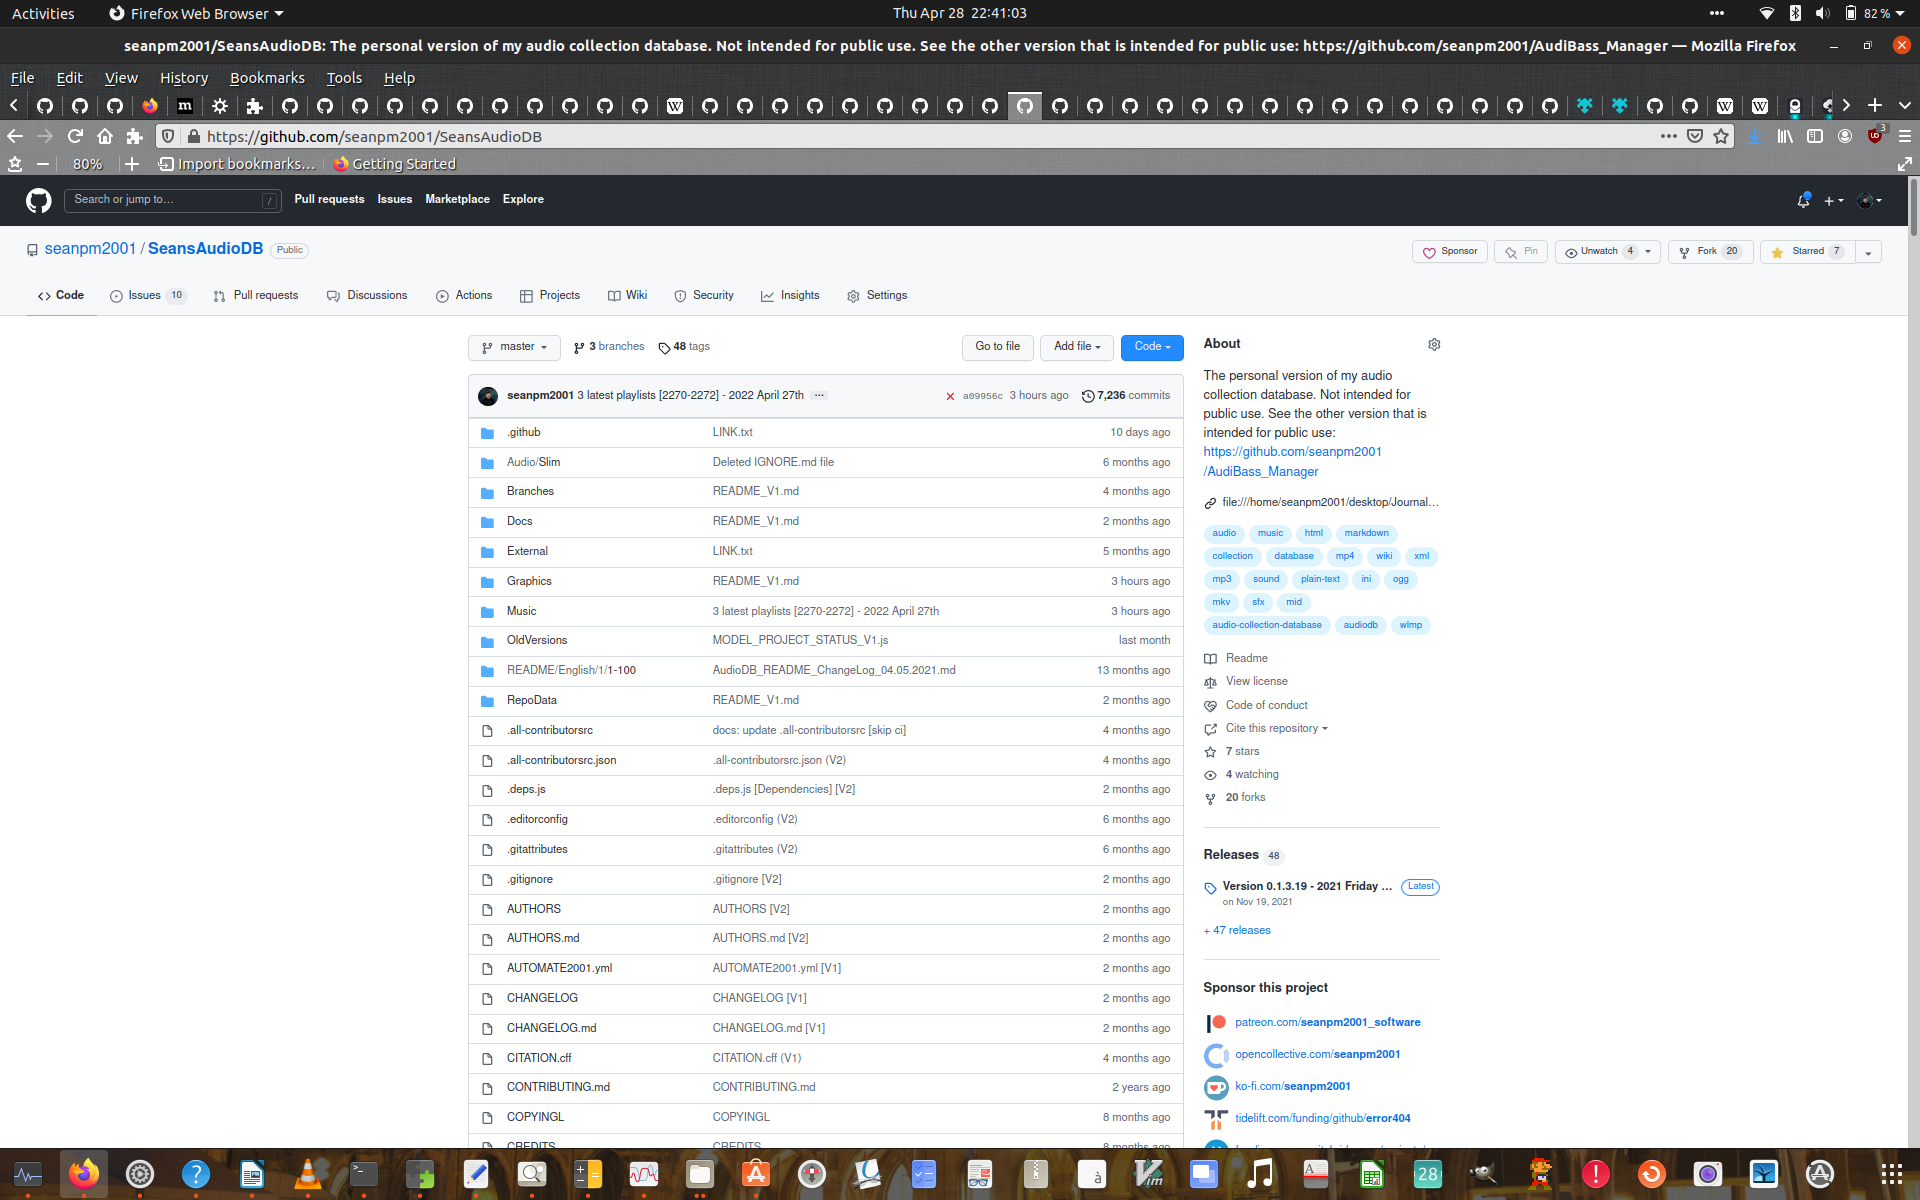 Activities Firefox Web Browser Thu Apr 28 22:41:03 82 %
seanpm2001/SeansAudioDB: The personal version of my audio collection database. Not intended for public use. See the other version that is intended for public use: https://github.com/seanpm2001/AudiBass_Manager — Mozilla Firefox
File Edit View History Bookmarks Tools Help
https://github.com/seanpm2001/SeansAudioDB 3
80% Import bookmarks... Getting Started
Search or jump to... / Pull requests Issues Marketplace Explore
seanpm2001 / SeansAudioDB Public Sponsor Pin Unwatch 4 Fork 20 Starred 7
Code Issues 10 Pull requests Discussions Actions Projects Wiki Security Insights Settings
master 3 branches 48 tags Go to file Add file Code
seanpm2001 3 latest playlists [2270-2272] - 2022 April 27th ... a09956c 3 hours ago 7,236 commits
.github LINK.txt 10 days ago
Audio/Slim Deleted IGNORE.md file 6 months ago
Branches README_V1.md 4 months ago
Docs README_V1.md 2 months ago
External LINK.txt 5 months ago
Graphics README_V1.md 3 hours ago
Music 3 latest playlists [2270-2272] - 2022 April 27th 3 hours ago
OldVersions MODEL_PROJECT_STATUS_V1.js last month
README/English/1/1-100 AudioDB_README_ChangeLog_04.05.2021.md 13 months ago
RepoData README_V1.md 2 months ago
.all-contributorsrc docs: update .all-contributorsrc [skip ci] 4 months ago
.all-contributorsrc.json .all-contributorsrc.json (V2) 4 months ago
.deps.js .deps.js [Dependencies] [V2] 2 months ago
.editorconfig .editorconfig (V2) 6 months ago
.gitattributes .gitattributes (V2) 6 months ago
.gitignore .gitignore [V2] 2 months ago
AUTHORS AUTHORS [V2] 2 months ago
AUTHORS.md AUTHORS.md [V2] 2 months ago
AUTOMATE2001.yml AUTOMATE2001.yml [V1] 2 months ago
CHANGELOG CHANGELOG [V1] 2 months ago
CHANGELOG.md CHANGELOG.md [V1] 2 months ago
CITATION.cff CITATION.cff (V1) 4 months ago
CONTRIBUTING.md CONTRIBUTING.md 2 years ago
COPYINGL COPYINGL 8 months ago
CREDITS CREDITS 8 months ago
About
The personal version of my audio
collection database. Not intended for
public use. See the other version that is
intended for public use:
https://github.com/seanpm2001
/AudiBass_Manager
file:///home/seanpm2001/desktop/Journal...
audio music html markdown
collection database mp4 wiki xml
mp3 sound plain-text ini ogg
mkv sfx mid
audio-collection-database audiodb wlmp
Readme
View license
Code of conduct
Cite this repository
7 stars
4 watching
20 forks
Releases 48
Version 0.1.3.19 - 2021 Friday ... Latest
on Nov 19, 2021
+ 47 releases
Sponsor this project
patreon.com/seanpm2001_software
opencollective.com/seanpm2001
ko-fi.com/seanpm2001
tidelift.com/funding/github/error404
28